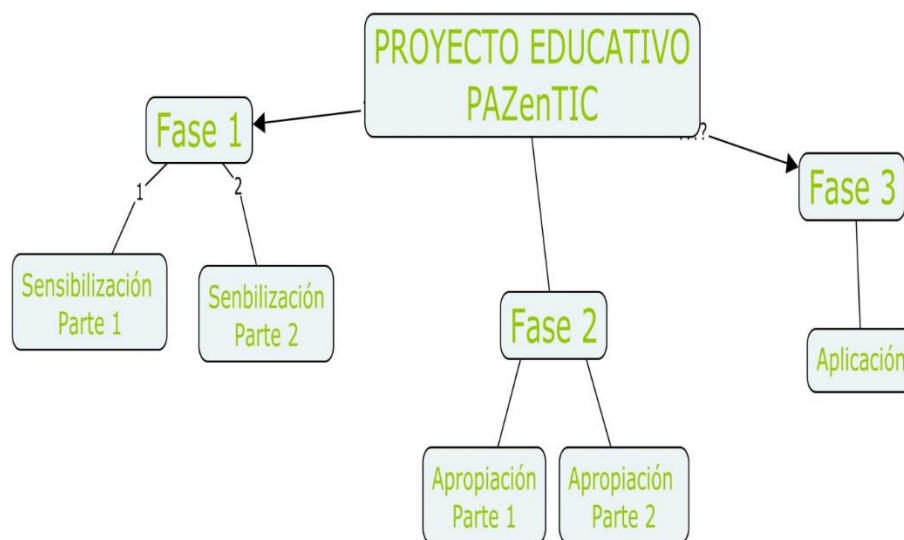 PROYECTO EDUCATIVO
PAZenTIC
Fase 1
1
2
Sensibilización
Parte 1
Senbilización
Parte 2
Fase 2
Apropiación
Parte 1
Apropiación
Parte 2
Fase 3
Aplicación